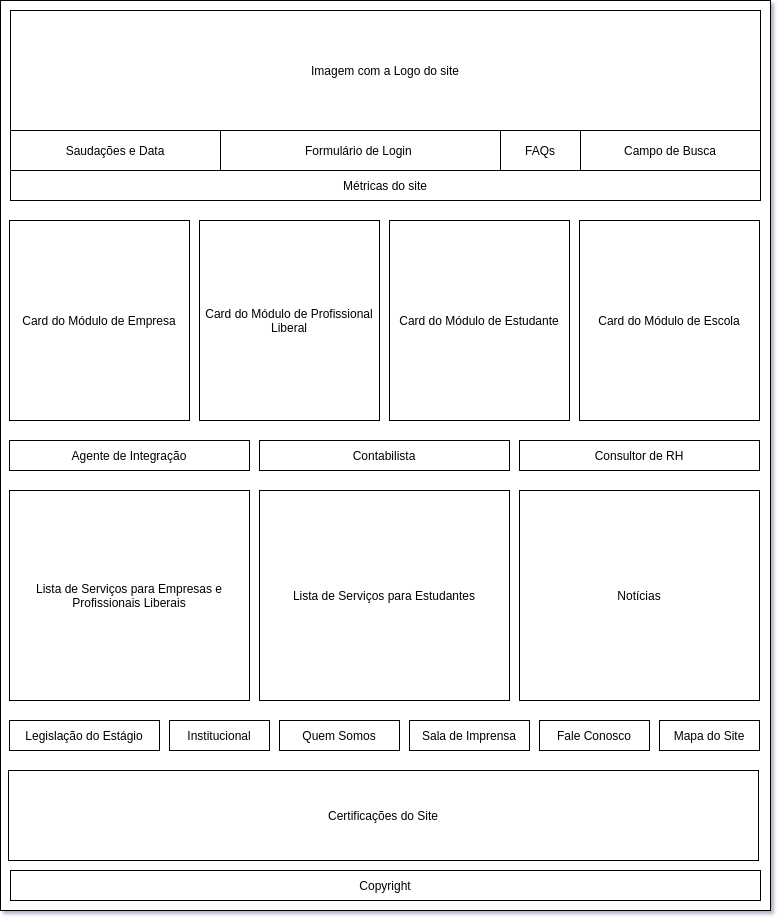 Imagem com a Logo do site
Saudações e Data
Formulário de Login
FAQs
Campo de Busca
Métricas do site
Card do Módulo de Empresa
Card do Módulo de Profissional
Liberal
Card do Módulo de Estudante
Card do Módulo de Escola
Agente de Integração
Contabilista
Consultor de RH
Lista de Serviços para Empresas e
Profissionais Liberais
Lista de Serviços para Estudantes
Notícias
Legislação do Estágio
Institucional
Quem Somos
Sala de Imprensa
Fale Conosco
Mapa do Site
Certificações do Site
Copyright